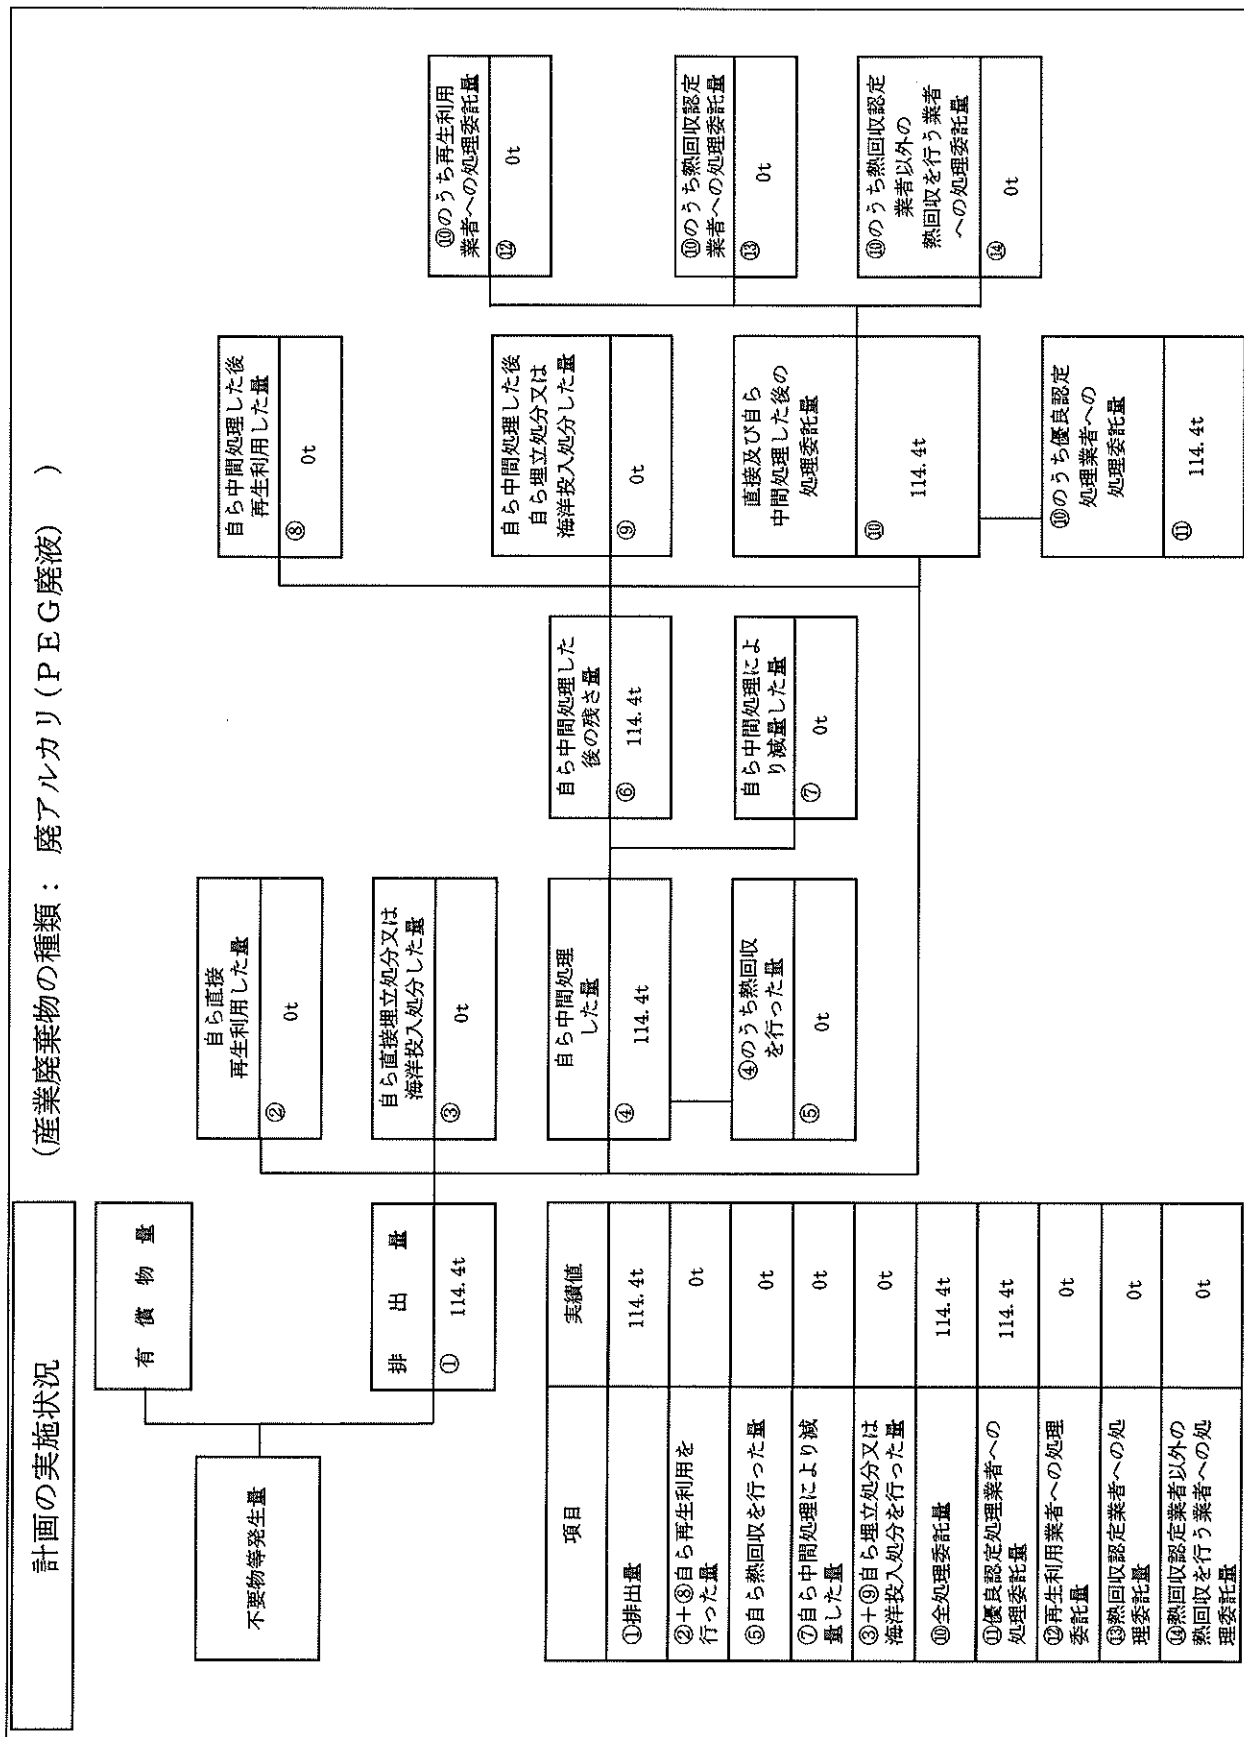 計画の実施状況
(産業廃棄物の種類： 廃アルカリ(PEG廃液) )
不要物等発生量
有償物量
排出量
①
114.4t
自ら直接
再生利用した量
②
0t
自ら直接埋立処分又は
海洋投入処分した量
③
0t
自ら中間処理
した量
④
114.4t
④のうち熱回収
を行った量
⑤
0t
自ら中間処理した
後の残さ量
⑥
114.4t
自ら中間処理によ
り減量した量
⑦
0t
自ら中間処理した後
再生利用した量
⑧
0t
自ら中間処理した後
自ら埋立処分又は
海洋投入処分した量
⑨
0t
直接及び自ら
中間処理した後の
処理委託量
⑩
114.4t
⑩のうち優良認定
処理業者への
処理委託量
⑪
114.4t
⑩のうち再生利用
業者への処理委託量
⑫
0t
⑩のうち熱回収認定
業者への処理委託量
⑬
0t
⑩のうち熱回収認定
業者以外の
熱回収を行う業者
への処理委託量
⑭
0t
項目 実績値
①排出量 114.4t
②＋⑧自ら再生利用を
行った量 0t
⑤自ら熱回収を行った量 0t
⑦自ら中間処理により減
量した量 0t
③＋⑨自ら埋立処分又は
海洋投入処分を行った量 0t
⑩全処理委託量 114.4t
⑪優良認定処理業者への
処理委託量 114.4t
⑫再生利用業者への処理
委託量 0t
⑬熱回収認定業者への処
理委託量 0t
⑭熱回収認定業者以外の
熱回収を行う業者への処
理委託量 0t